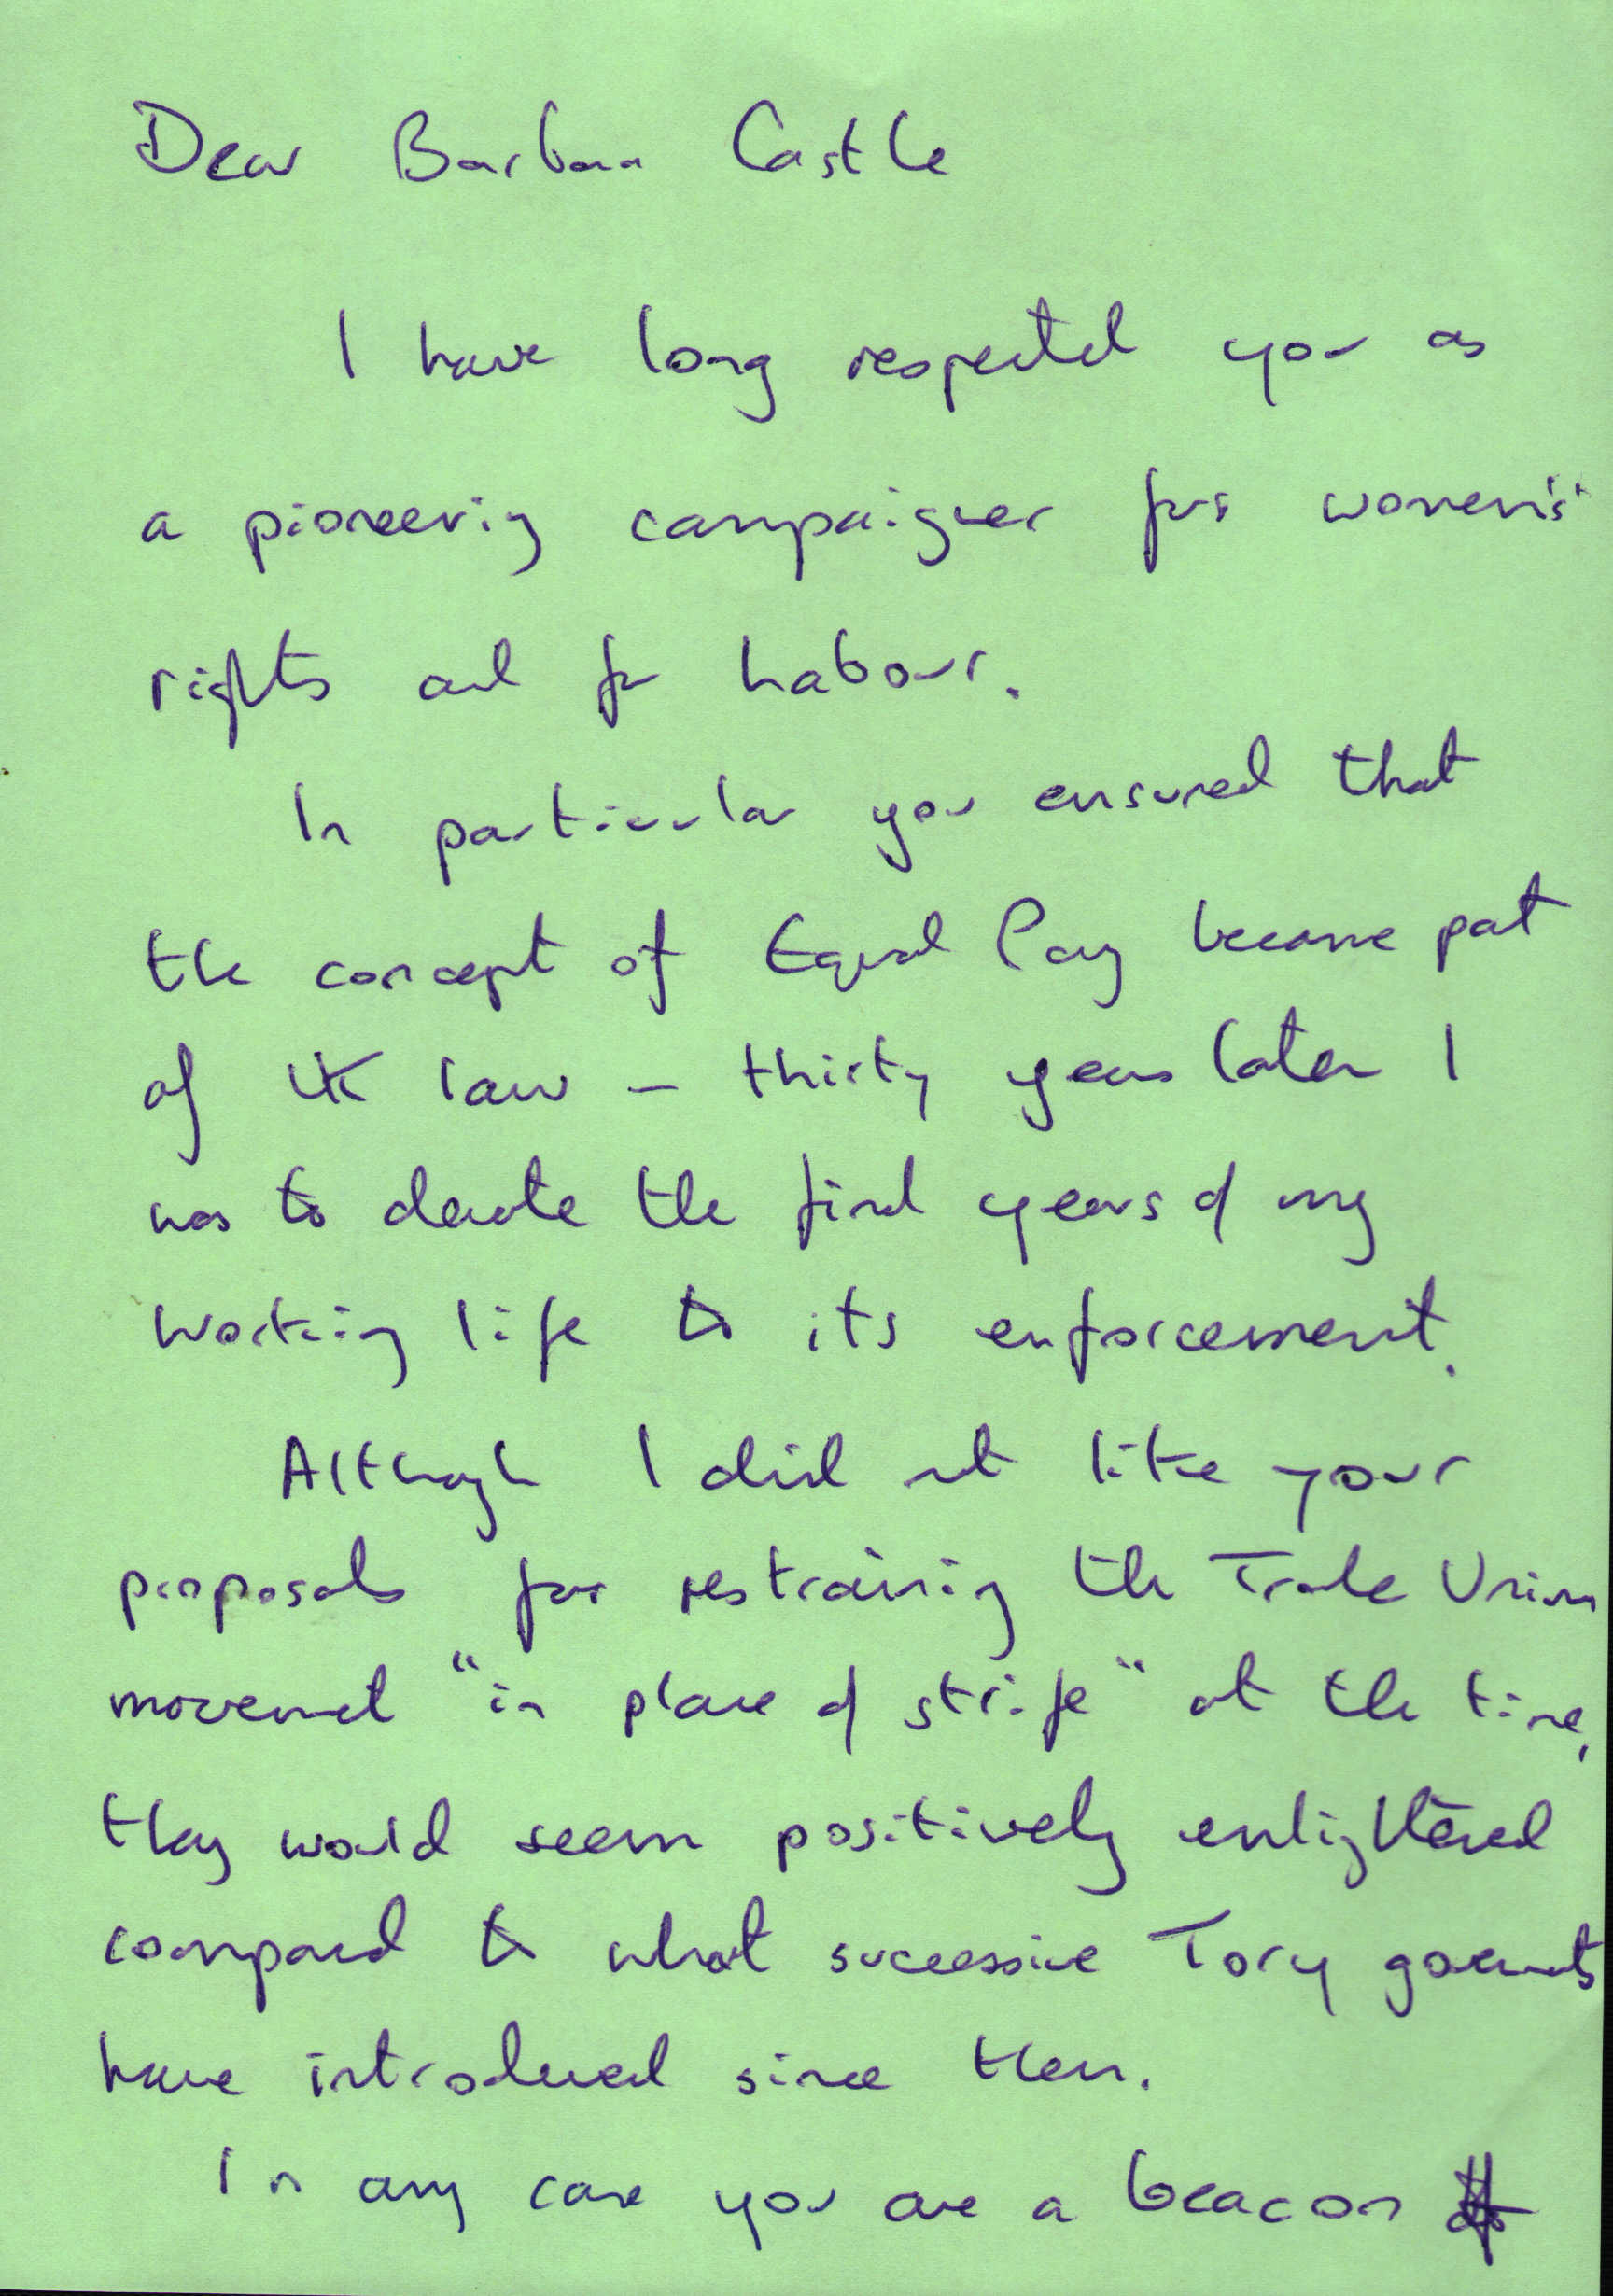 Dear Barbara Castle
I have long respected you as
a pioneering campaigner for women's
rights and for Labour.
In particular you ensured that
the concept of Equal Pay became part
of UK law – thirty years later I
was to devote the final years of my
working life to its enforcement.
Although I did not like your
proposals for restraining the Trade Union
movement "in place of strife" at the time,
they would seem positively enlightened
compared to what successive Tory governments
have introduced since then.
In any case you are a beacon